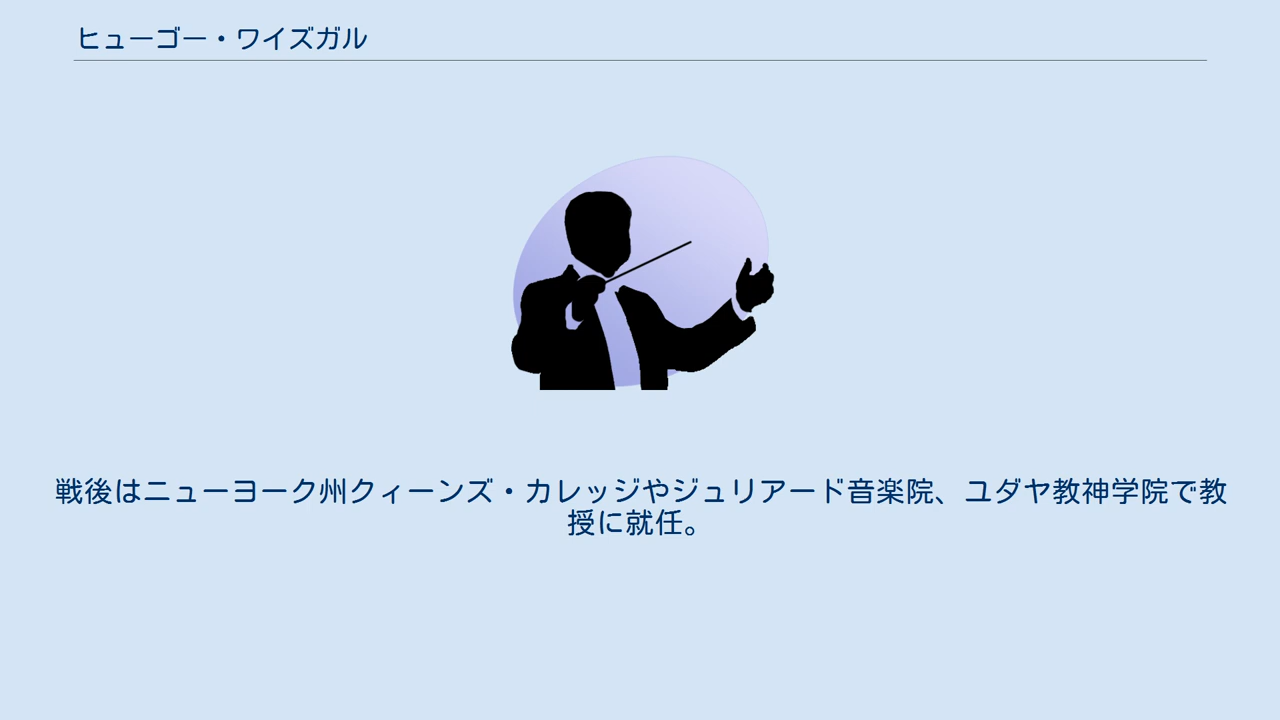 ヒューゴー・ワイズガル
戦後はニューヨーク州クィーンズ・カレッジやジュリアード音楽院、ユダヤ教神学院で教
授に就任。